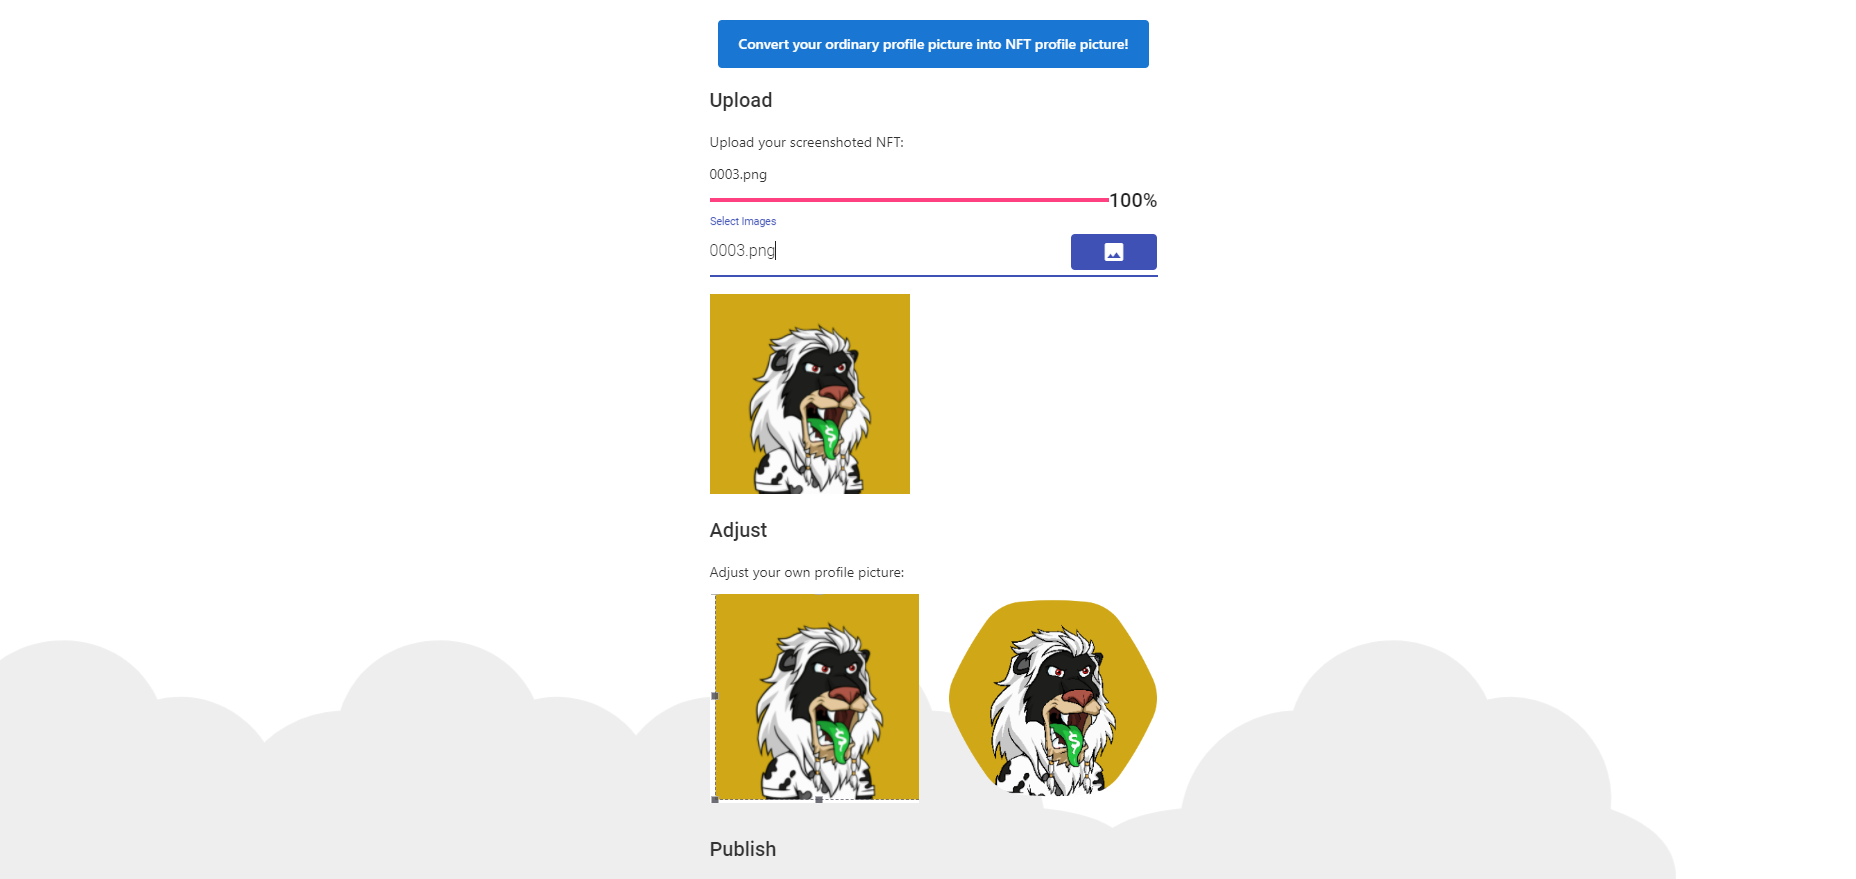 Convert your ordinary profile picture into NFT profile picture!
Upload
Upload your screenshoted NFT:
0003.png
100%
Select Images
0003.png
Adjust
Adjust your own profile picture:
Publish